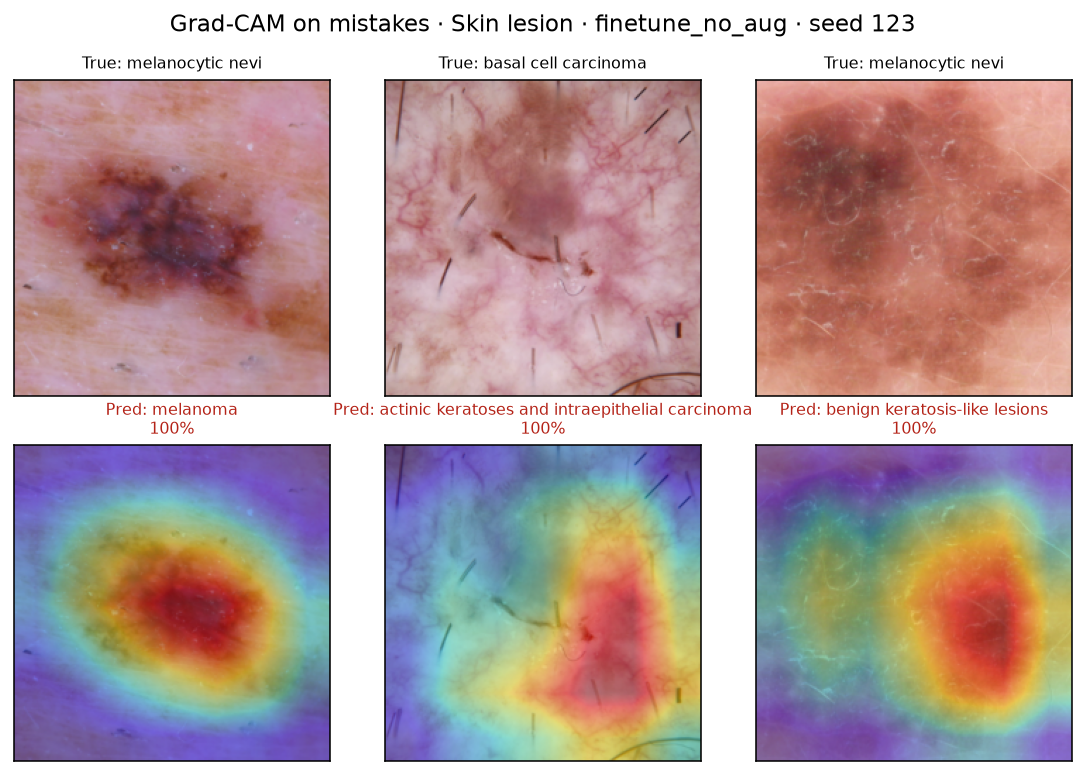 Grad-CAM on mistakes · Skin lesion · finetune_no_aug · seed 123
True: melanocytic nevi
True: basal cell carcinoma
True: melanocytic nevi
Pred: melanoma
100%
Pred: actinic keratoses and intraepithelial carcinoma
100%
Pred: benign keratosis-like lesions
100%